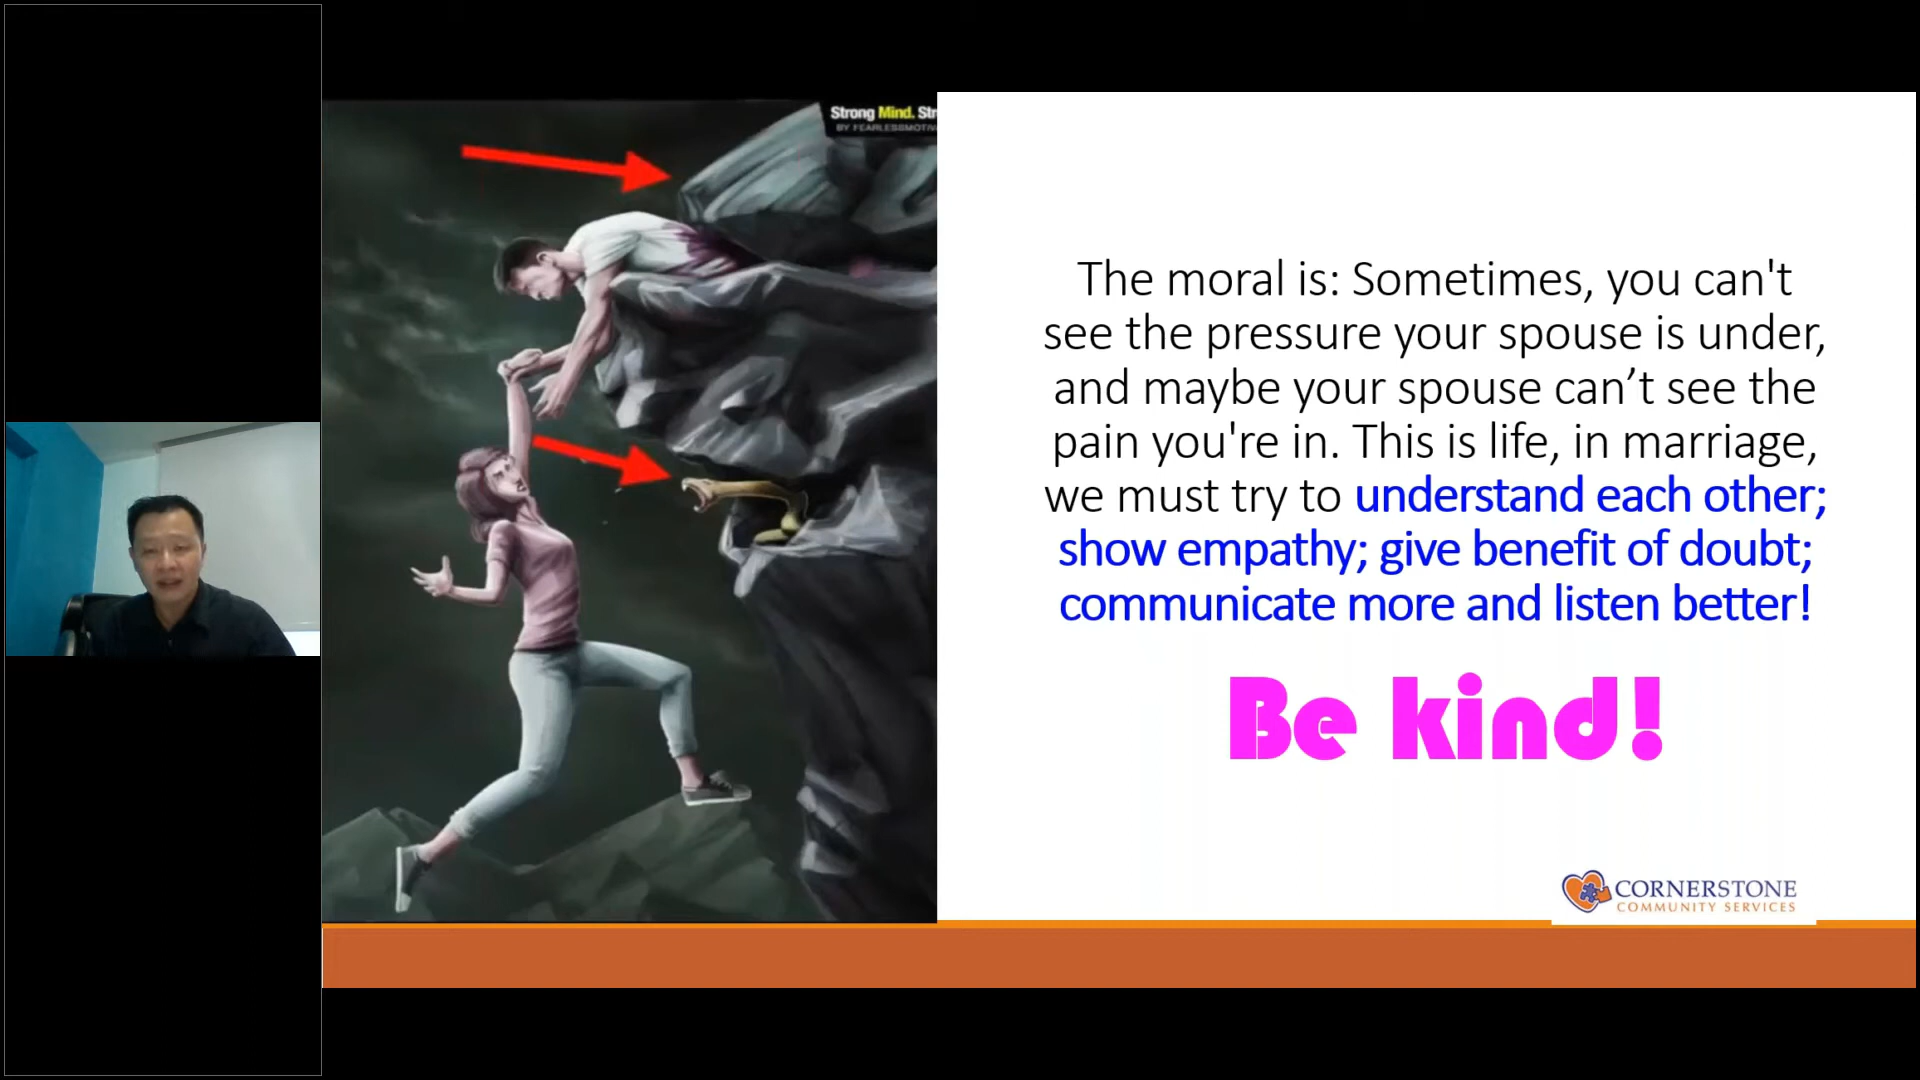 Strong Mind.
BY
The moral is: Sometimes, you can't
see the pressure your spouse is under,
and maybe your spouse can’t see the
pain you're in. This is life, in marriage,
we must try to understand each other;
show empathy; give benefit of doubt;
communicate more and listen better!
Be kind!
CORNERSTONE
COMMUNITY SERVICES